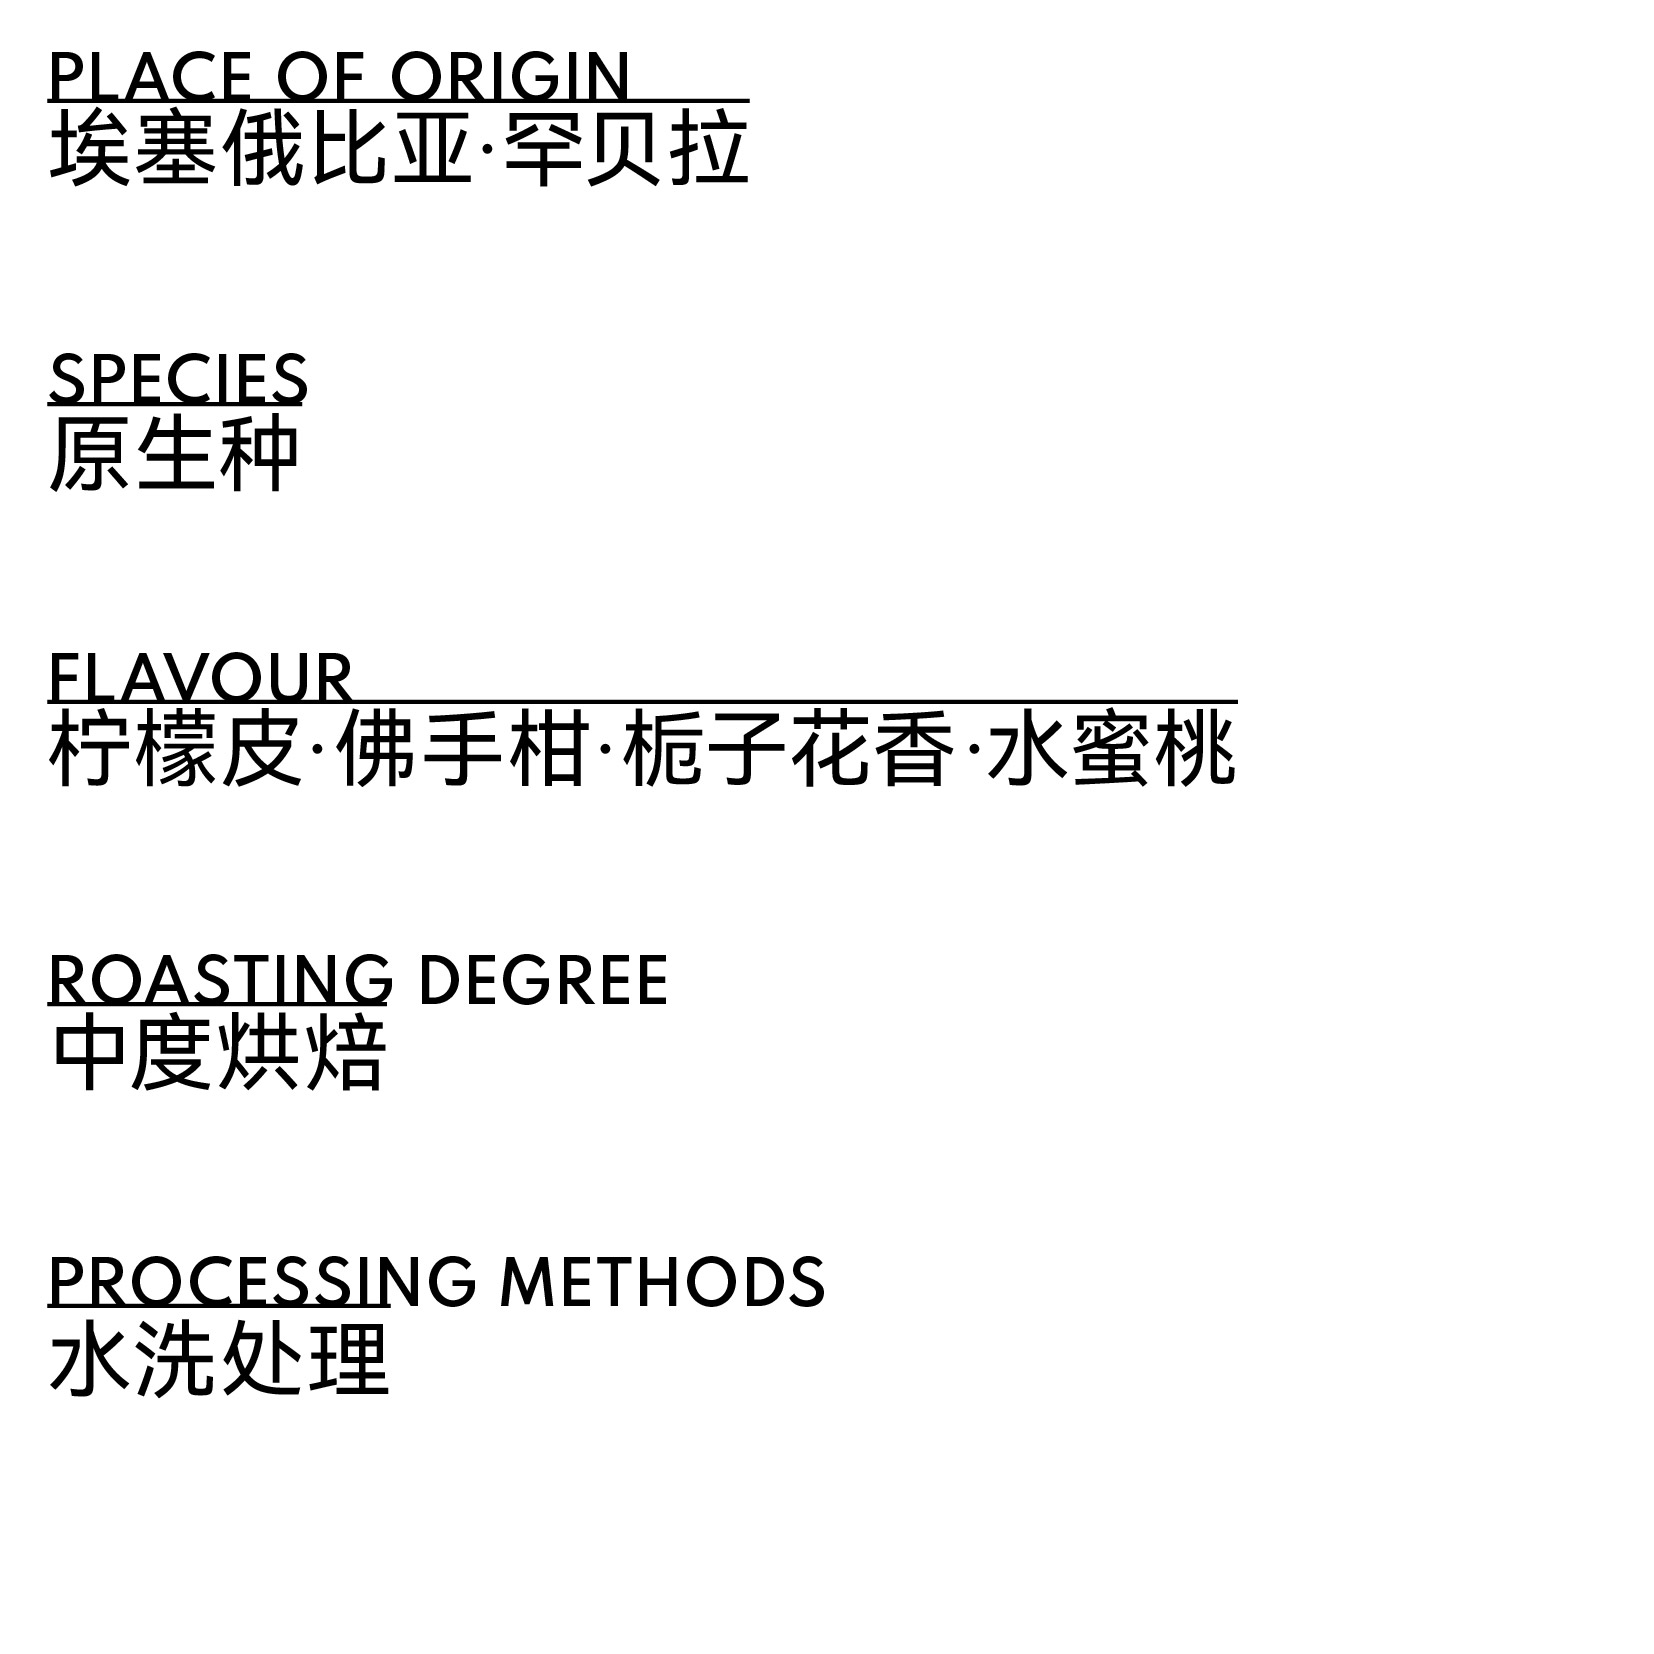 PLACE OF ORIGIN
埃塞俄比亚·罕贝拉
SPECIES
原生种
FLAVOUR
柠檬皮·佛手柑·栀子花香·水蜜桃
ROASTING DEGREE
中度烘焙
PROCESSING METHODS
水洗处理